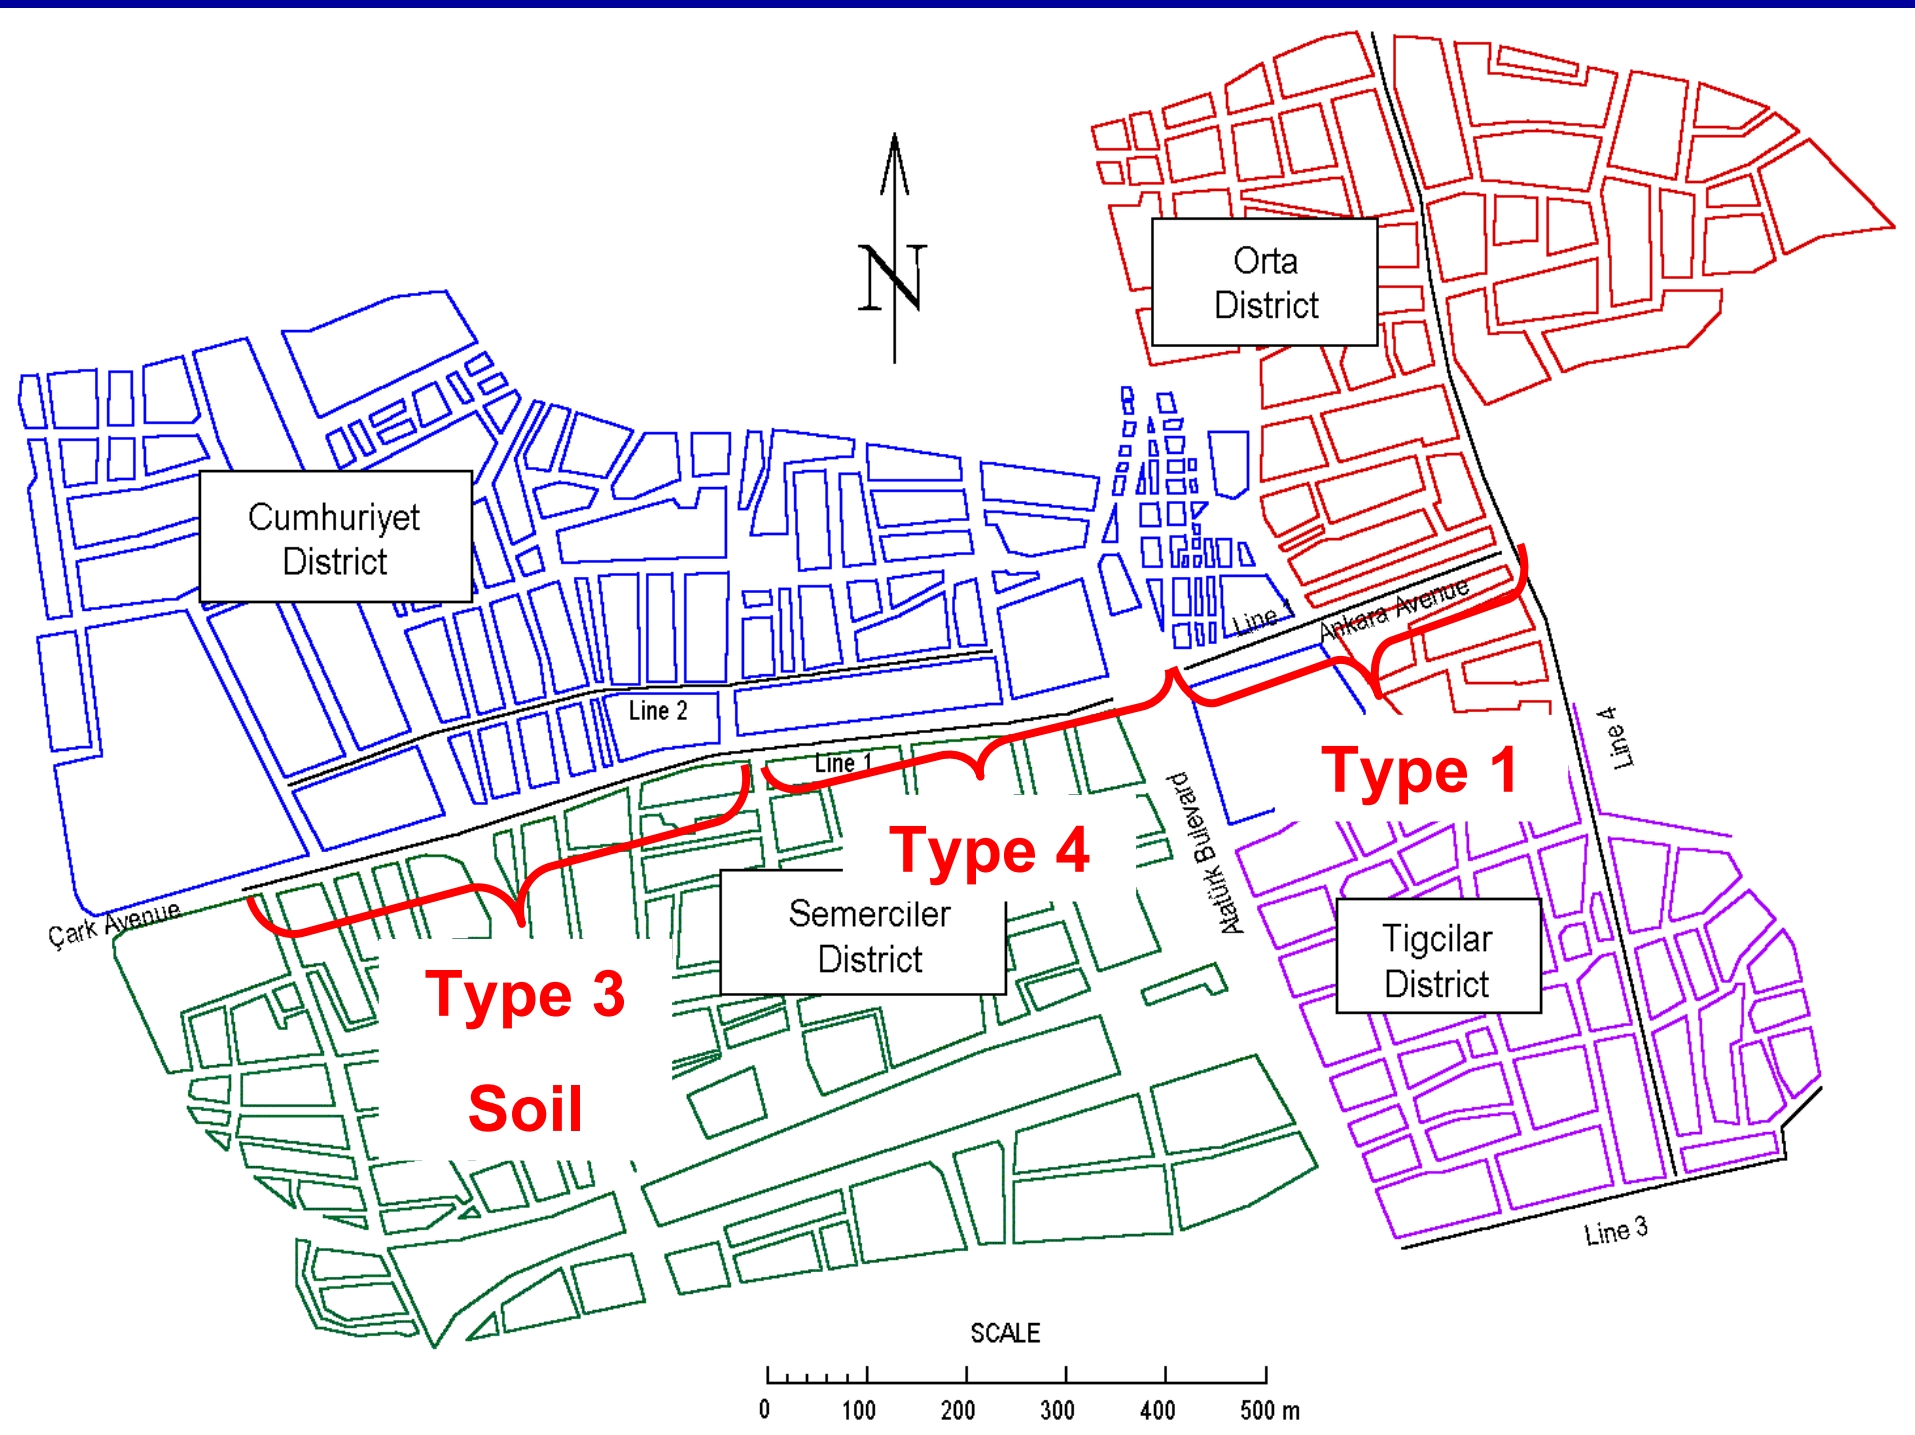 Orta
District
Cumhuriyet
District
Line 1
Ankara Avenue
Line 2
Line 1
Line 4
Type 1
Type 4
Atatürk Bulevard
Çark Avenue
Semerciler
District
Tigcilar
District
Type 3
Soil
Line 3
SCALE
0 100 200 300 400 500 m
N